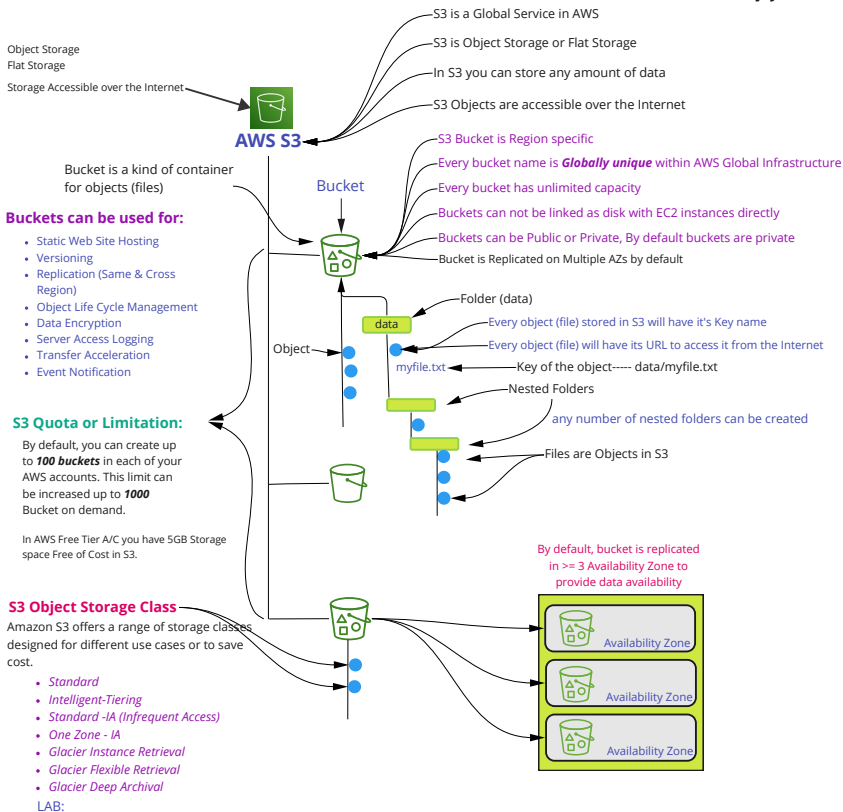 S3 is a Global Service in AWS
S3 is Object Storage or Flat Storage
In S3 you can store any amount of data
S3 Objects are accessible over the Internet
Object Storage
Flat Storage
Storage Accessible over the Internet
AWS S3
S3 Bucket is Region specific
Every bucket name is Globally unique within AWS Global Infrastructure
Every bucket has unlimited capacity
Buckets can not be linked as disk with EC2 instances directly
Buckets can be Public or Private, By default buckets are private
Bucket is Replicated on Multiple AZs by default
Bucket is a kind of container
for objects (files)
Bucket
Buckets can be used for:
Static Web Site Hosting
Versioning
Replication (Same & Cross
Region)
Object Life Cycle Management
Data Encryption
Server Access Logging
Transfer Acceleration
Event Notification
Folder (data)
data
Every object (file) stored in S3 will have it's Key name
Object
Every object (file) will have its URL to access it from the Internet
myfile.txt
Key of the object----- data/myfile.txt
Nested Folders
any number of nested folders can be created
Files are Objects in S3
S3 Quota or Limitation:
By default, you can create up
to 100 buckets in each of your
AWS accounts. This limit can
be increased up to 1000
Bucket on demand.
In AWS Free Tier A/C you have 5GB Storage
space Free of Cost in S3.
By default, bucket is replicated
in >= 3 Availability Zone to
provide data availability
Availability Zone
Availability Zone
Availability Zone
S3 Object Storage Class
Amazon S3 offers a range of storage classes
designed for different use cases or to save
cost.
Standard
Intelligent-Tiering
Standard -IA (Infrequent Access)
One Zone - IA
Glacier Instance Retrieval
Glacier Flexible Retrieval
Glacier Deep Archival
LAB: